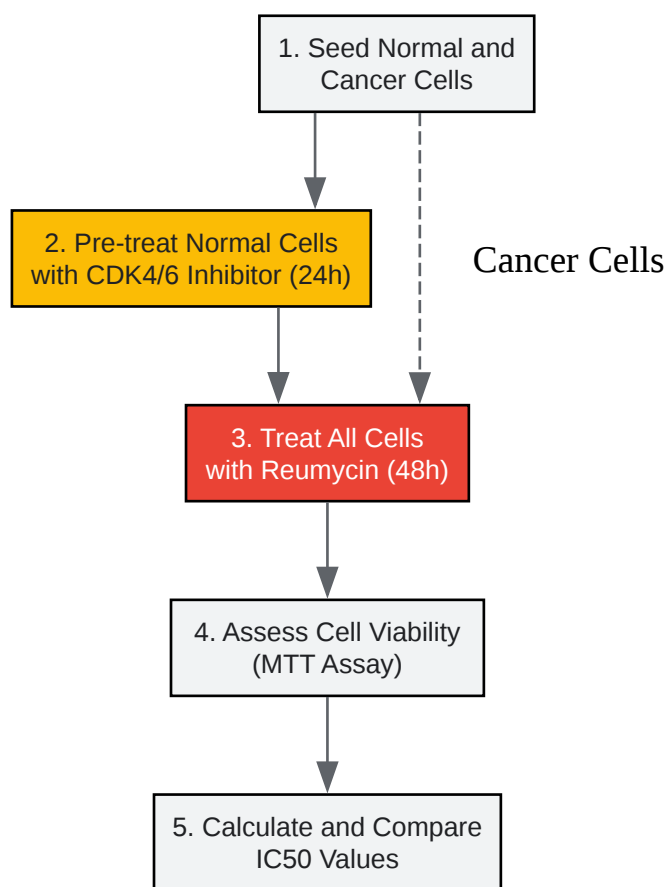 1. Seed Normal and
Cancer Cells
2. Pre-treat Normal Cells
with CDK4/6 Inhibitor (24h)
Cancer Cells
3. Treat All Cells
with Reumycin (48h)
4. Assess Cell Viability
(MTT Assay)
5. Calculate and Compare
IC50 Values